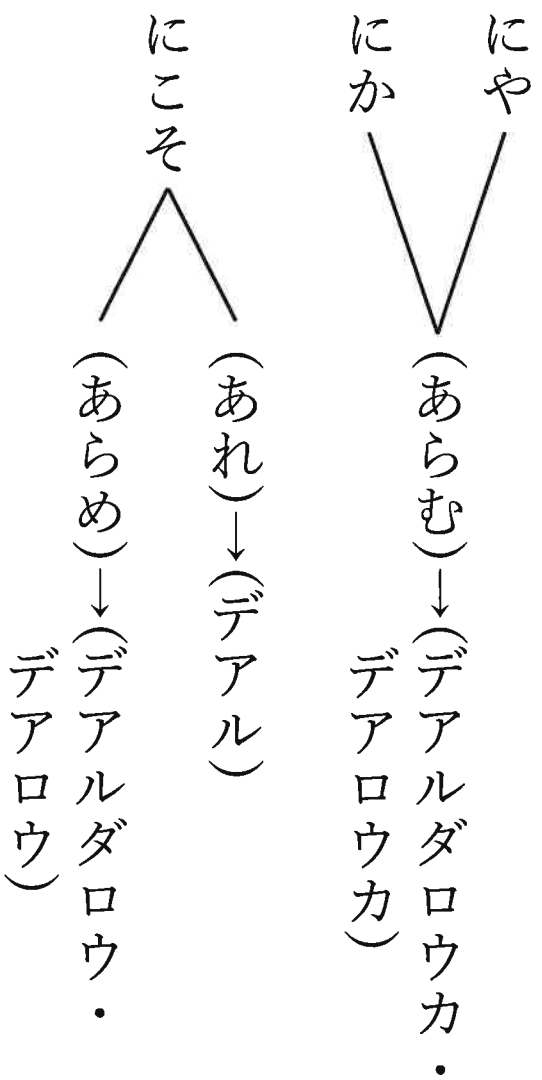 にや
にか
(あらむ)→(デアルダロウカ・
デアロウカ)
にこそ
(あれ)→(デアル)
(あらめ)→(デアルダロウ・
デアロウ)